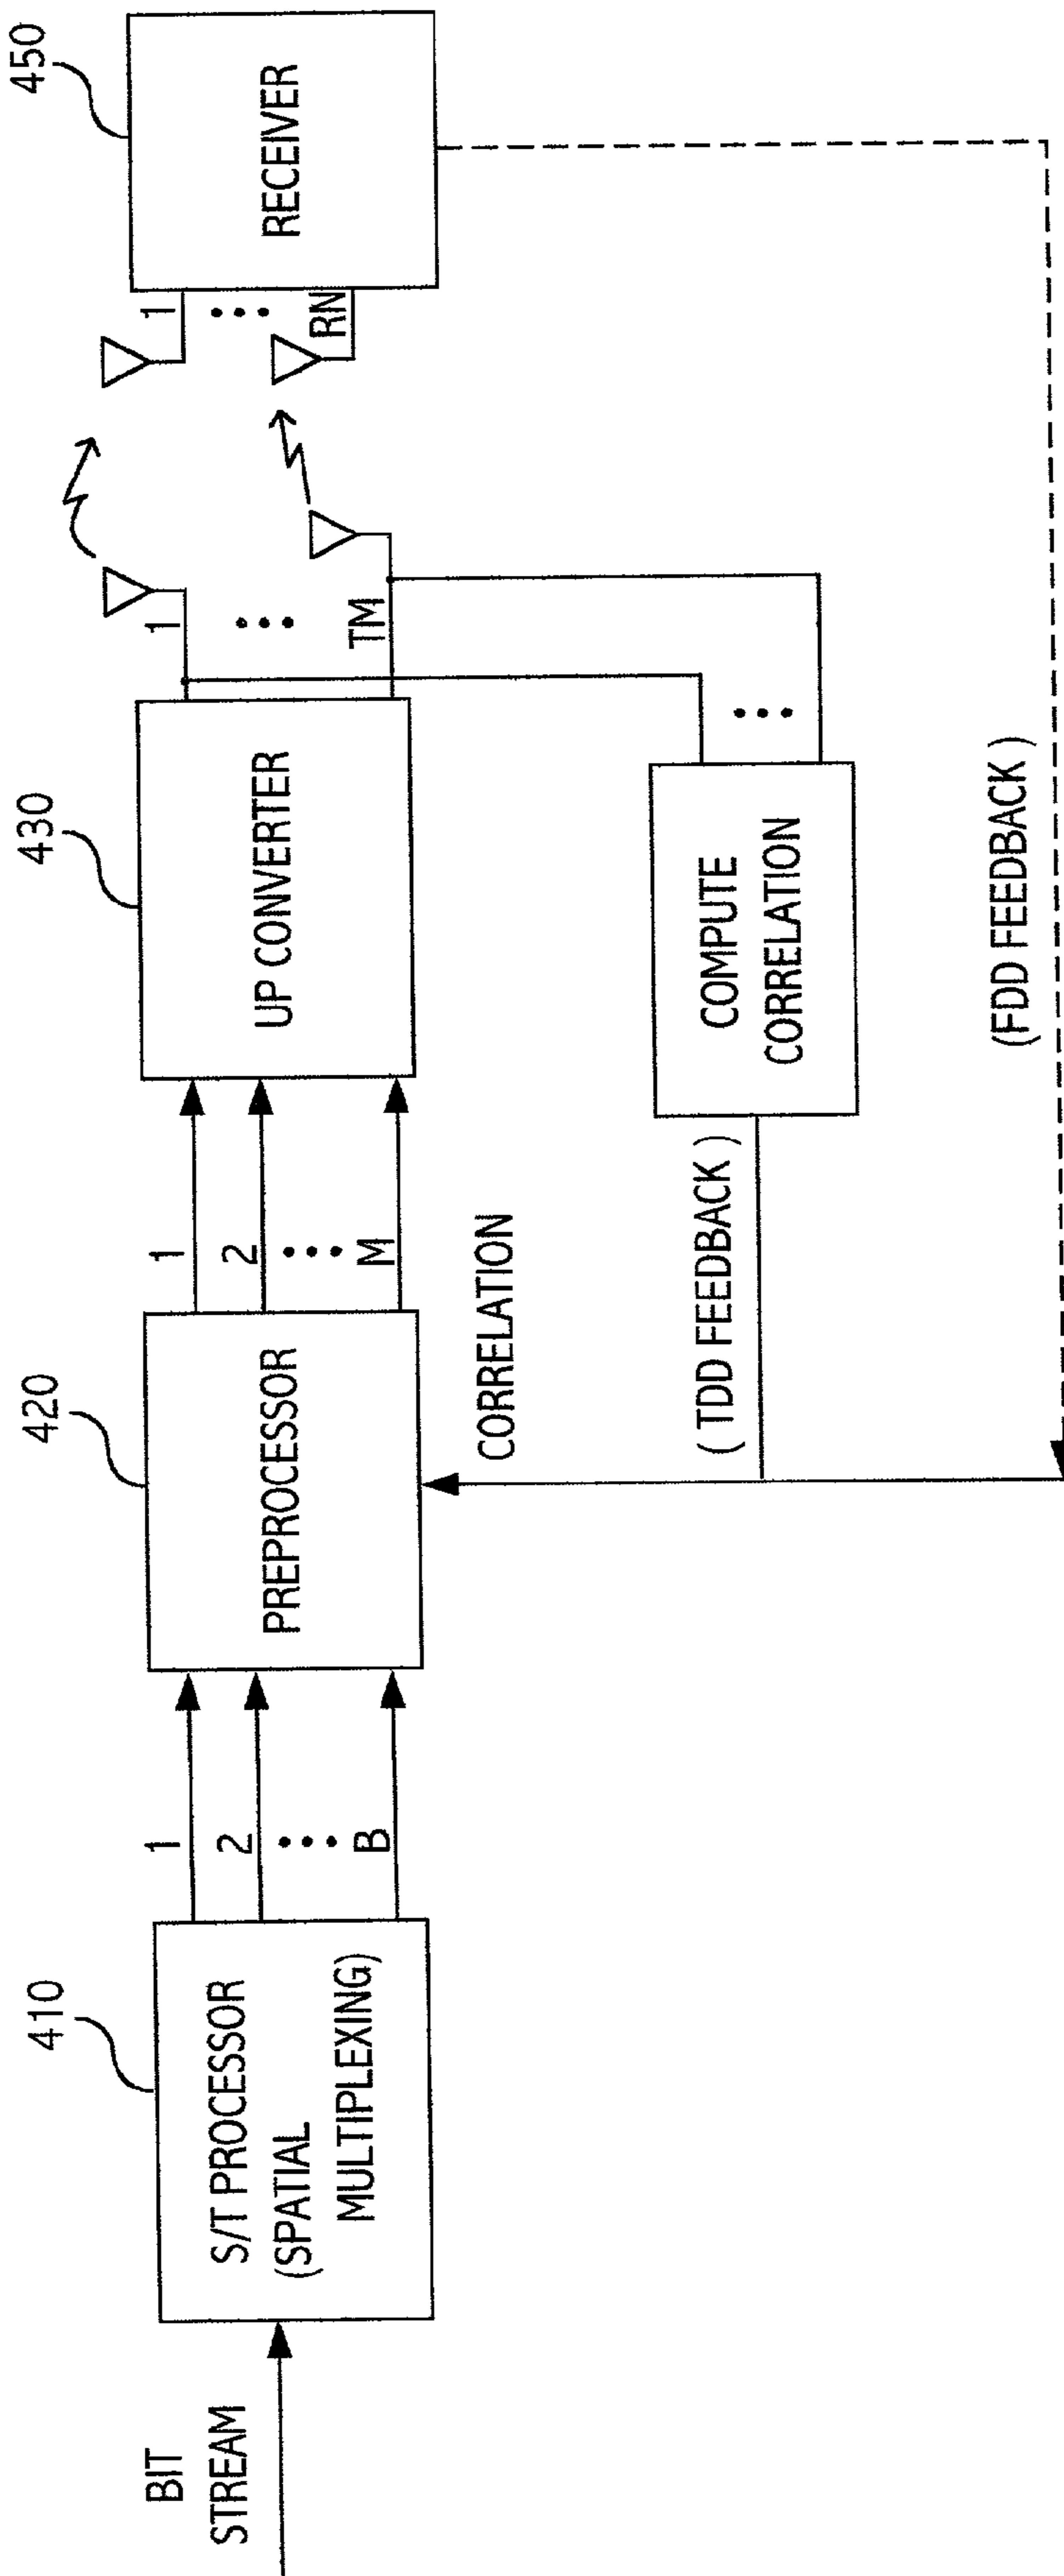 BIT
STREAM
410
S/T PROCESSOR
(SPATIAL
MULTIPLEXING)
1
2
B
420
PREPROCESSOR
1
2
M
CORRELATION
430
UP CONVERTER
1
TM
COMPUTE
CORRELATION
( TDD FEEDBACK )
(FDD FEEDBACK )
1
RN
450
RECEIVER